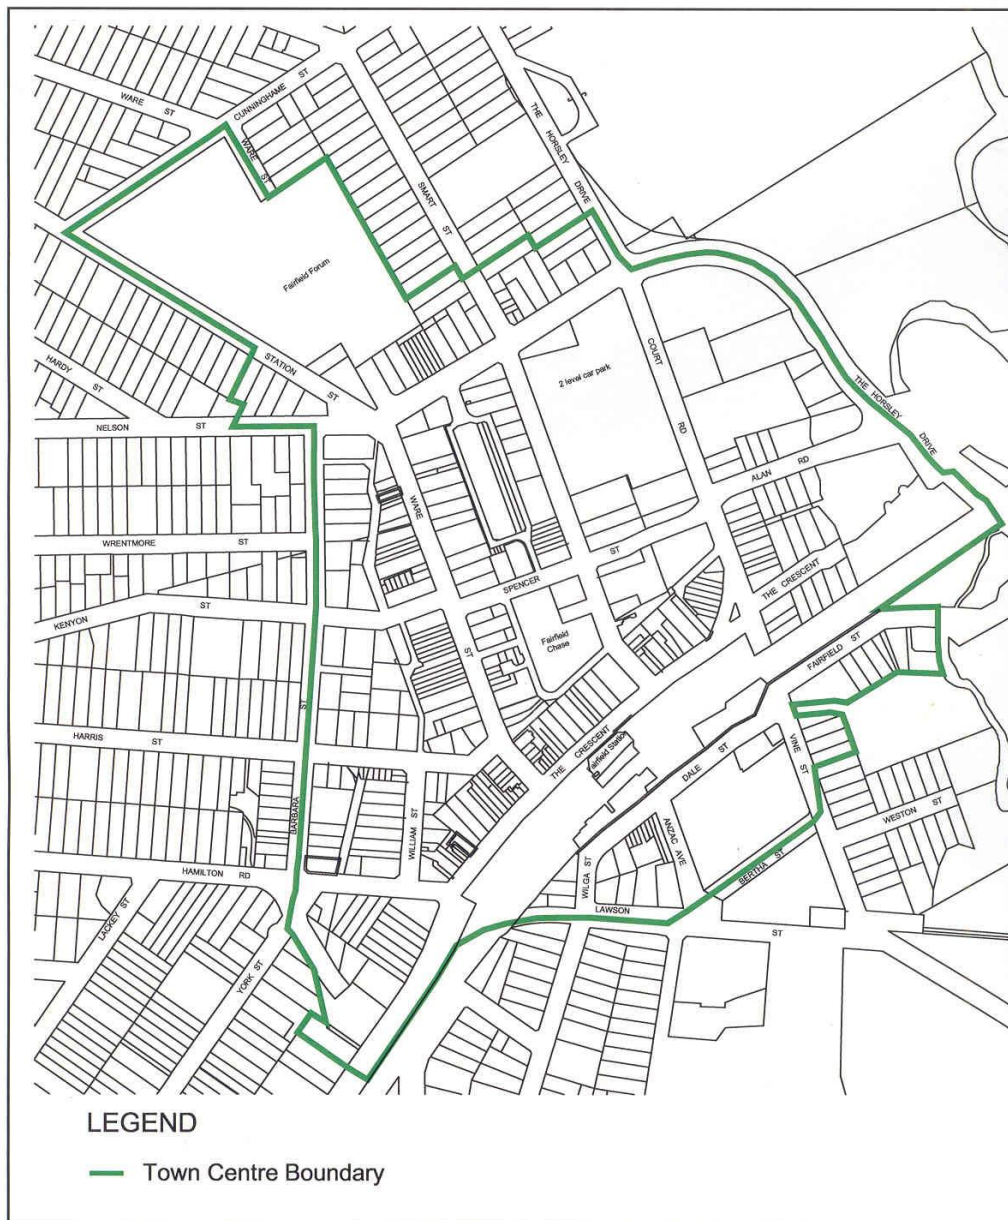 WARE ST
CUNNINGHAME ST
THE HORSLEY DRIVE
WARE ST
SMART ST
Fairfield Forum
STATION ST
HARDY ST
NELSON ST
2 level car park
COURT RD
THE HORSLEY DRIVE
ALAN RD
WARE ST
WRENTMORE ST
SPENCER ST
THE CRESCENT
KENYON ST
Fairfield
Chase
FAIRFIELD ST
HARRIS ST
BARBARA ST
THE CRESCENT
Fairfield Station
DALE ST
VINE ST
WESTON ST
WILLIAM ST
ANZAC AVE
WILGA ST
BERTHA ST
HAMILTON RD
LACKEY ST
YORK ST
LAWSON ST
LEGEND
Town Centre Boundary